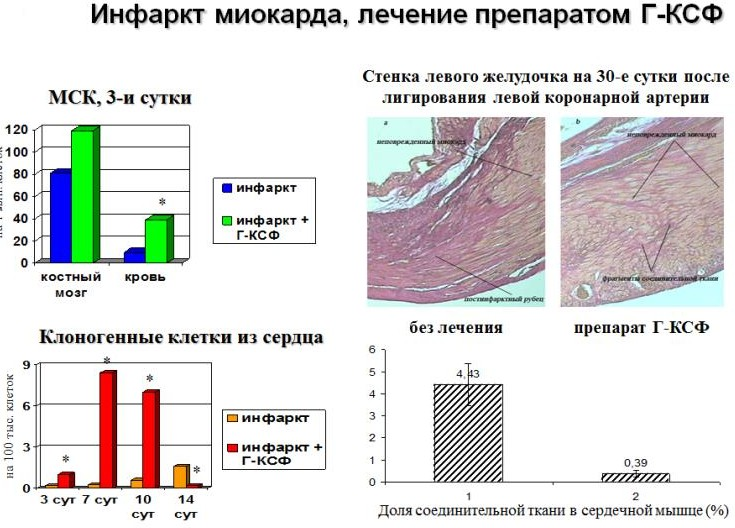 Инфаркт миокарда, лечение препаратом Г-КСФ
МСК, 3-и сутки
120
100
80
60
40
20
0
*
костный
мозг
кровь
инфаркт
инфаркт +
Г-КСФ
Стенка левого желудочка на 30-е сутки после
лигирования левой коронарной артерии
a
неповрежденный миокард
постинфарктный рубец
b
неповрежденный миокард
фрагменты соединительной ткани
без лечения
препарат Г-КСФ
Клоногенные клетки из сердца
на 100 тыс. клеток
9
6
3
0
*
*
*
*
3 сут
7 сут
10
сут
14
сут
инфаркт
инфаркт +
Г-КСФ
6
5
4
3
2
1
0
4,43
0,39
1
2
Доля соединительной ткани в сердечной мышце (%)